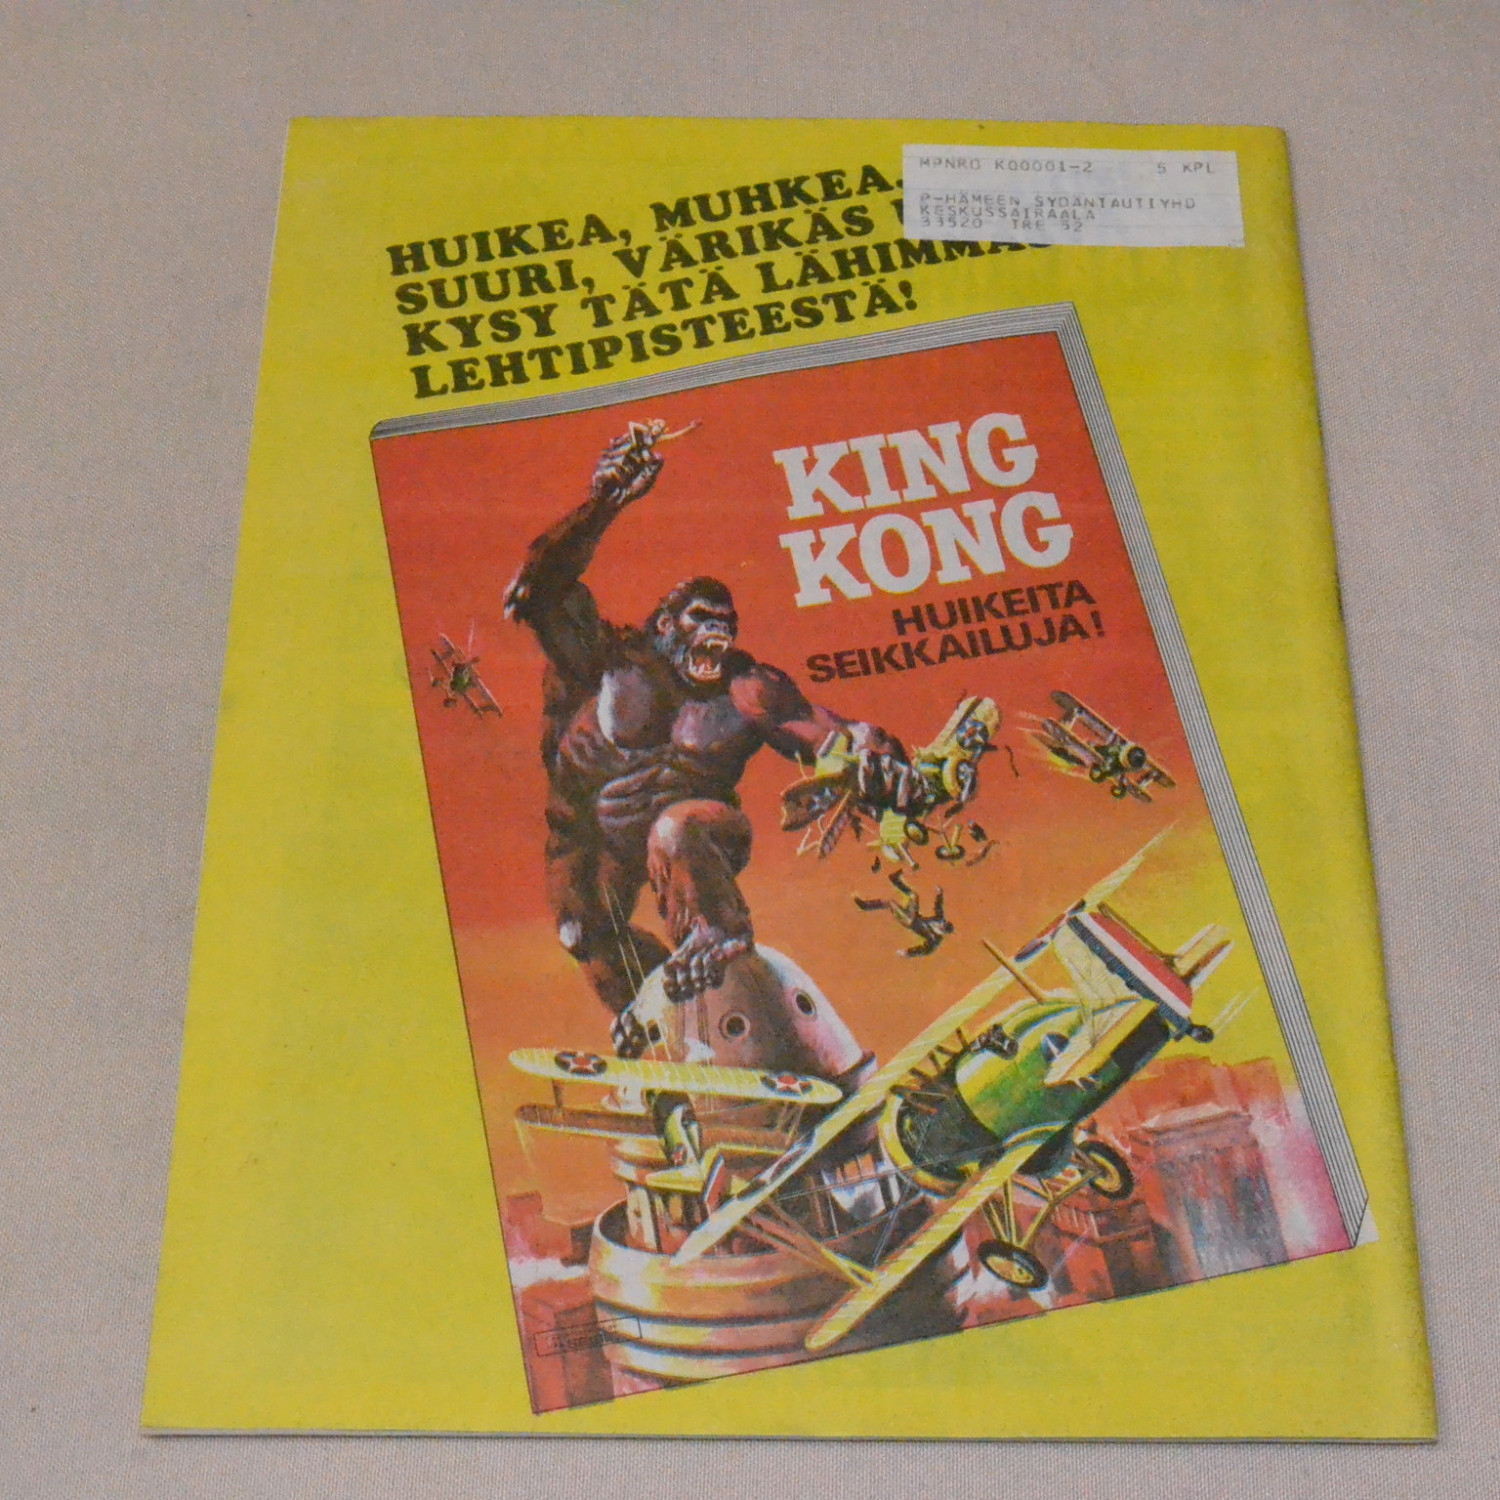 MPNRO K00001-2 5 KPL
P-HÄMEEN SYDÄNTAUTIYHD
KESKUSSAIRAALA
33520 TRE 52
HUIKEA, MUHKEA.
SUURI, VÄRIKÄS
KYSY TÄTÄ
LEHTIPISTEESTÄ!
KING
KONG
HUIKEITA
SEIKKAILUJA!